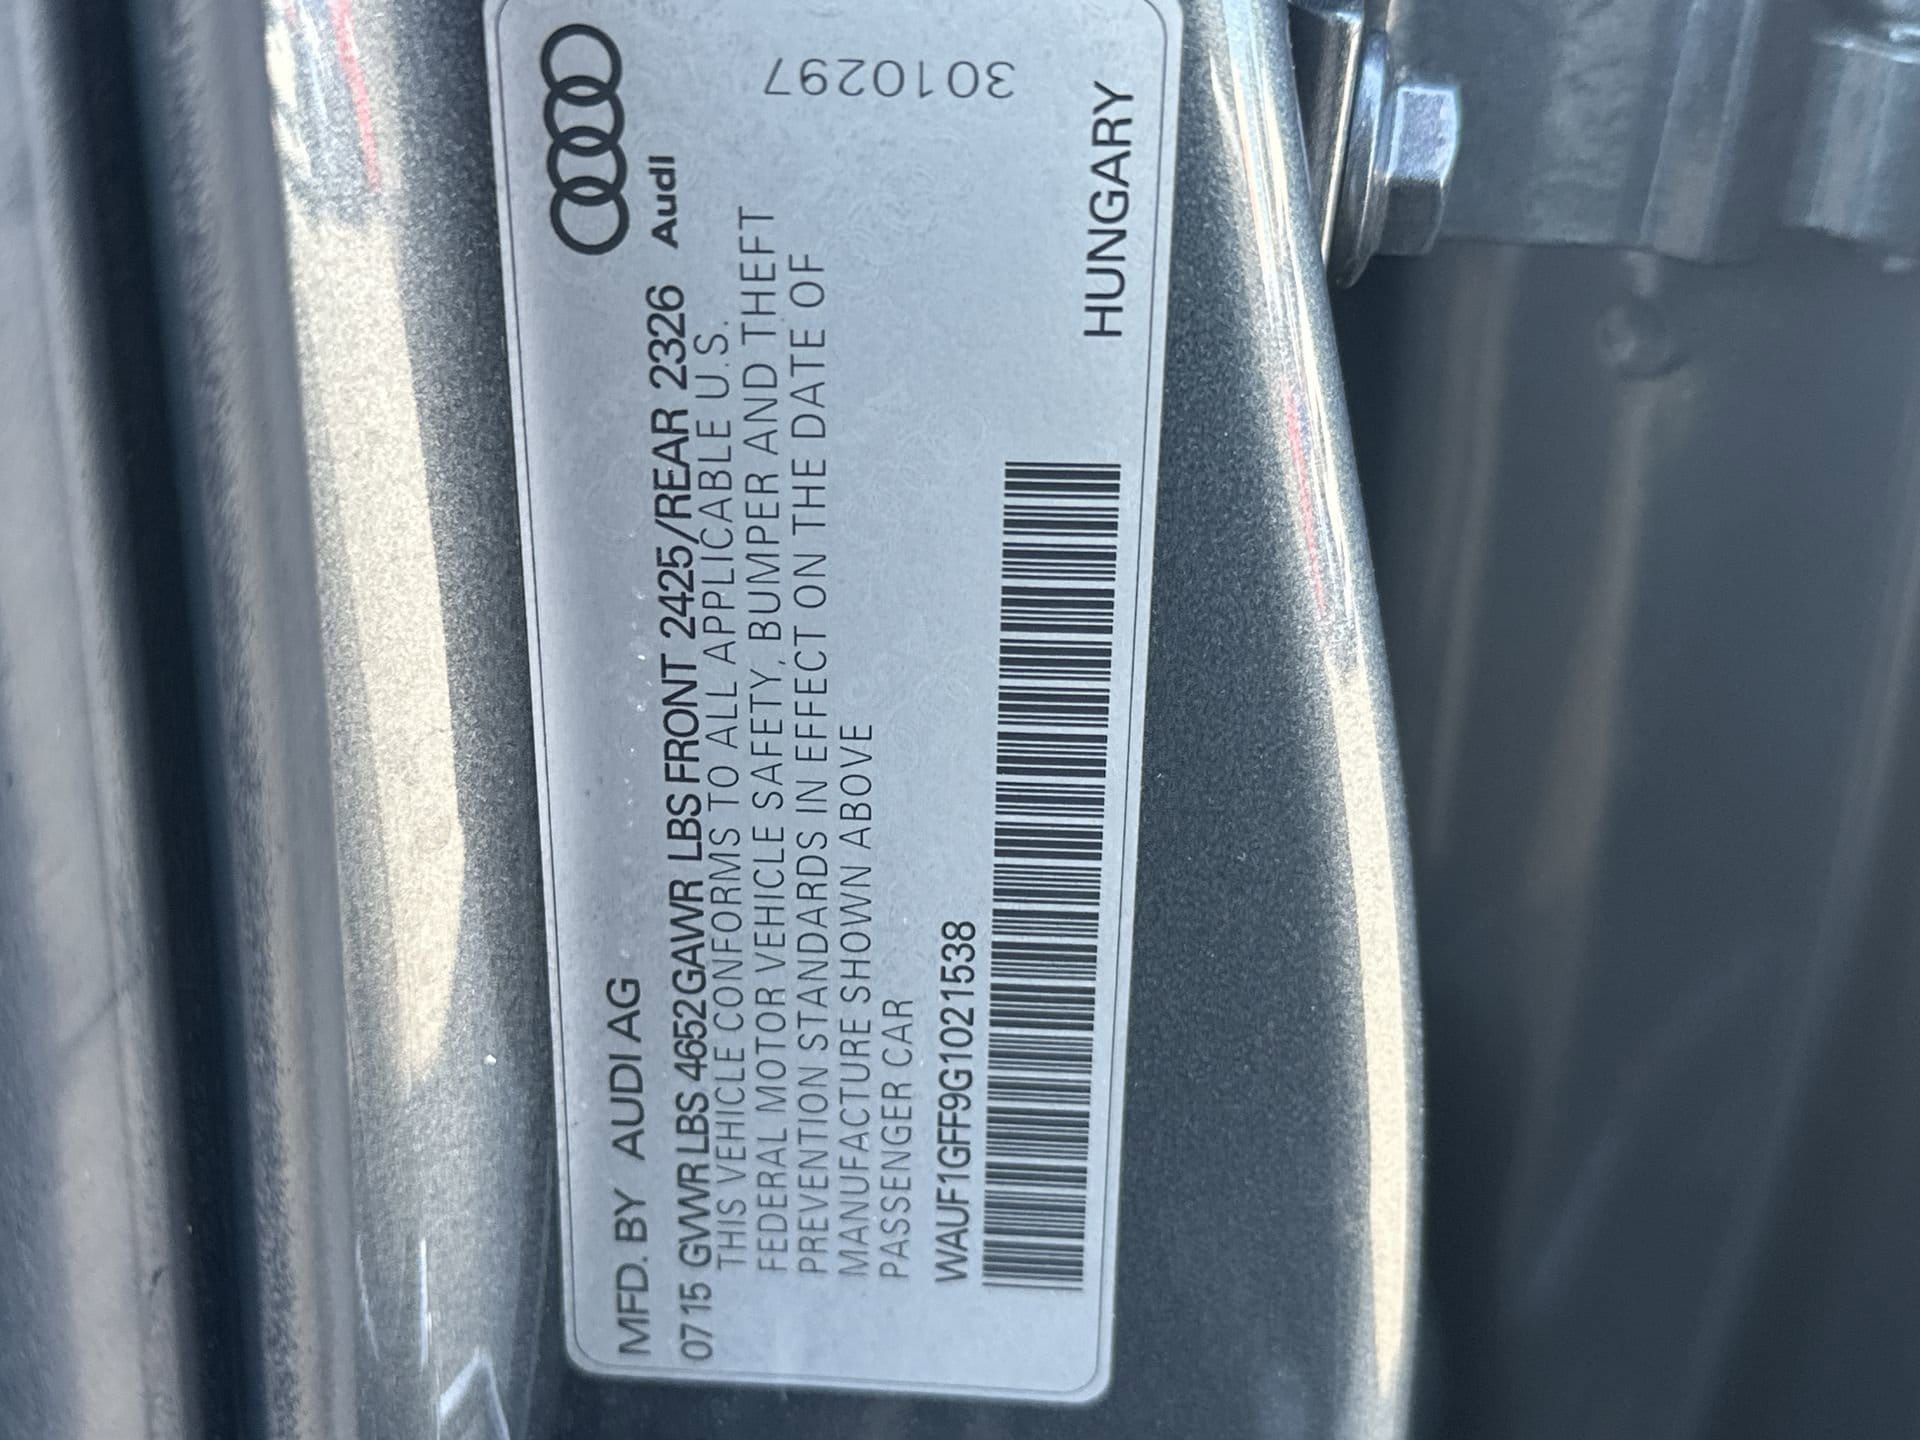 MFD. BY AUDI AG
0715 GVWR LBS 4652 GAWR LBS FRONT 2425/REAR 2326 Audi
THIS VEHICLE CONFORMS TO ALL APPLICABLE U.S.
FEDERAL MOTOR VEHICLE SAFETY, BUMPER AND THEFT
PREVENTION STANDARDS IN EFFECT ON THE DATE OF
MANUFACTURE SHOWN ABOVE
PASSENGER CAR
WAUF1GFF9G1021538
HUNGARY
3010297